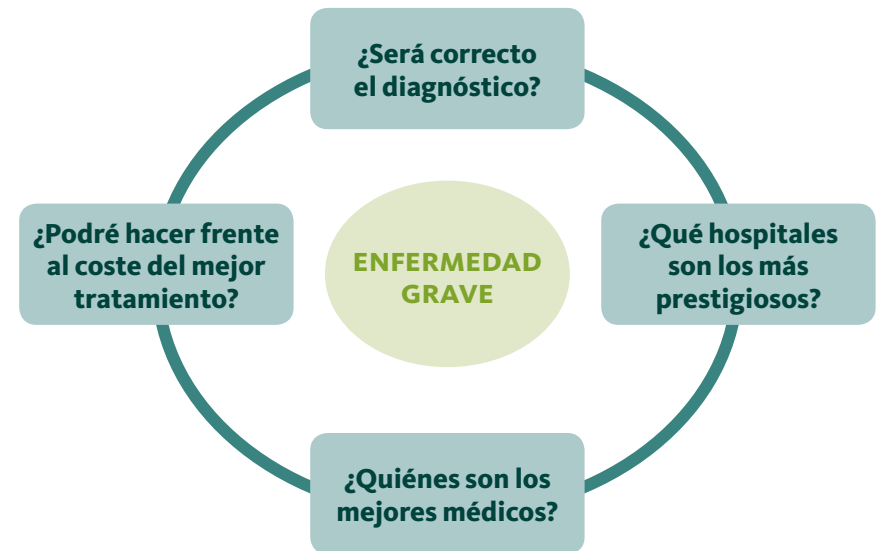 ¿Será correcto
el diagnóstico?
¿Podré hacer frente
al coste del mejor
tratamiento?
ENFERMEDAD
GRAVE
¿Qué hospitales
son los más
prestigiosos?
¿Quiénes son los
mejores médicos?